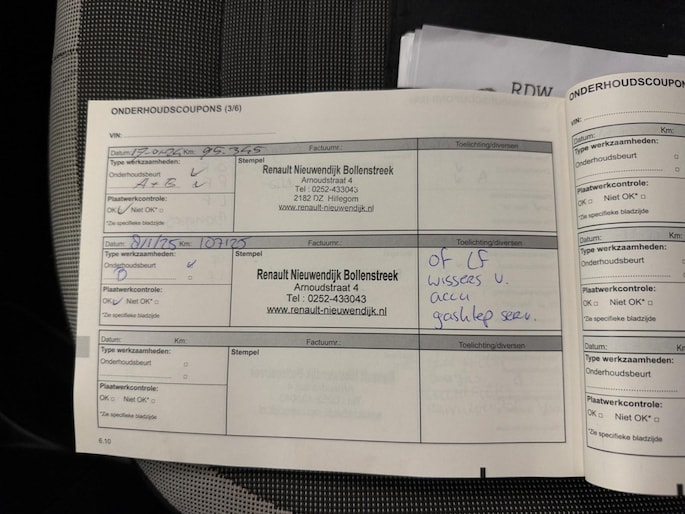 RDW
ONDERHOUDSCOUPONS (3/6)
VIN:
Datum: 17-01-24 Km: 95.345 Factuurnr.: Toelichting/diversen
Type werkzaamheden:
Onderhoudsbeurt
A + B
Plaatwerkcontrole:
OK Niet OK*
*Zie specifieke bladzijde
Stempel
Renault Nieuwendijk Bollenstreek
Arnoudstraat 4
Tel : 0252-433043
2182 DZ Hillegom
www.renault-nieuwendijk.nl
Datum: 8/1/25 Km: 107125 Factuurnr.: Toelichting/diversen
Type werkzaamheden:
Onderhoudsbeurt
B
Plaatwerkcontrole:
OK Niet OK*
*Zie specifieke bladzijde
Stempel
Renault Nieuwendijk Bollenstreek
Arnoudstraat 4
Tel : 0252-433043
www.renault-nieuwendijk.nl
of Lf
wissers v.
accu
gasklep serv.
Datum: Km: Factuurnr.: Toelichting/diversen
Type werkzaamheden:
Onderhoudsbeurt
Plaatwerkcontrole:
OK Niet OK*
*Zie specifieke bladzijde
Stempel
6.10
ONDERHOUDSCOUP
VIN:
Datum: Km:
Type werkzaamheden:
Onderhoudsbeurt
Plaatwerkcontrole:
OK Niet OK*
*Zie specifieke bladzijde
Datum: Km:
Type werkzaamheden:
Onderhoudsbeurt
Plaatwerkcontrole:
OK Niet OK*
*Zie specifieke bladzijde
Datum: Km:
Type werkzaamheden:
Onderhoudsbeurt
Plaatwerkcontrole:
OK Niet OK*
*Zie specifieke bladzijde